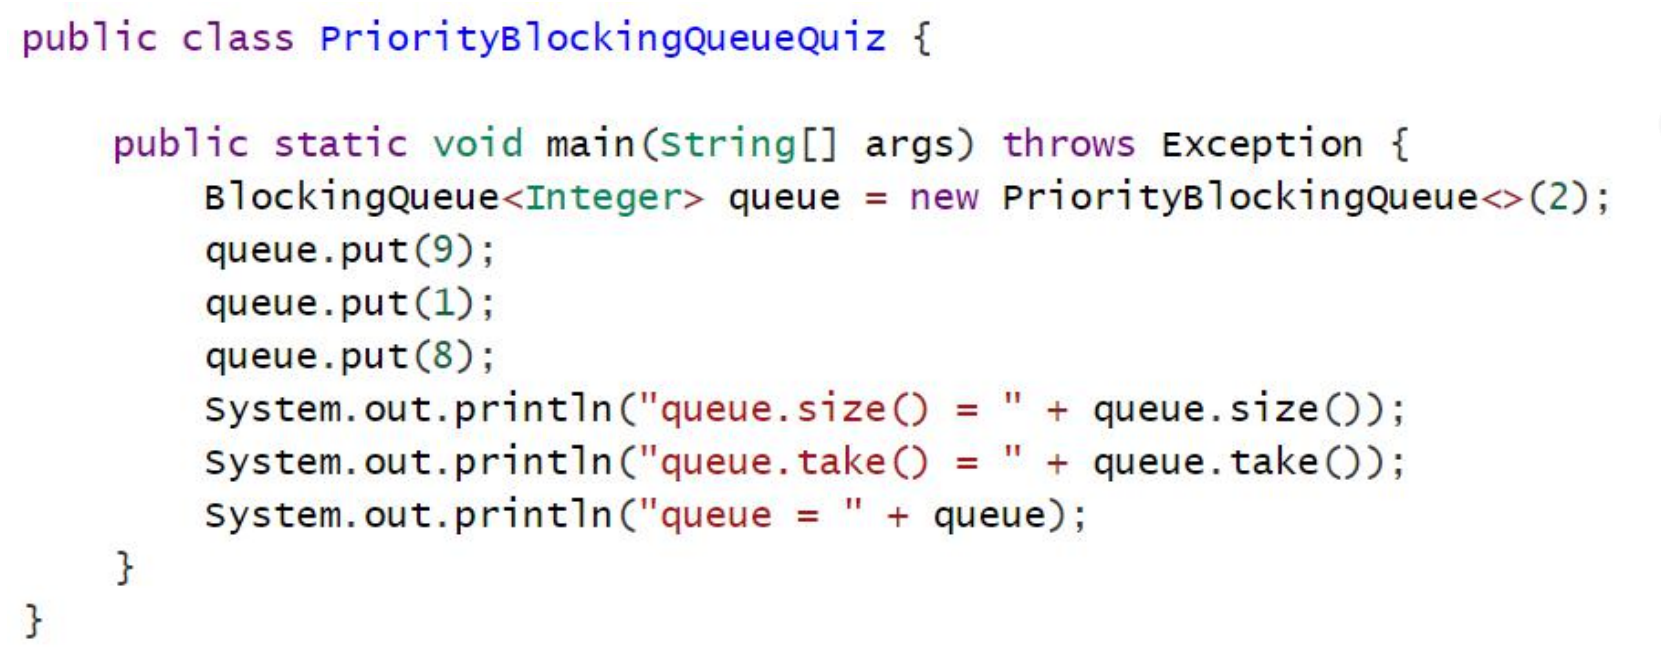 public class PriorityBlockingQueueQuiz {
public static void main(String[] args) throws Exception {
BlockingQueue<Integer> queue = new PriorityBlockingQueue<>(2);
queue.put(9);
queue.put(1);
queue.put(8);
System.out.println("queue.size() = " + queue.size());
System.out.println("queue.take() = " + queue.take());
System.out.println("queue = " + queue);
}
}